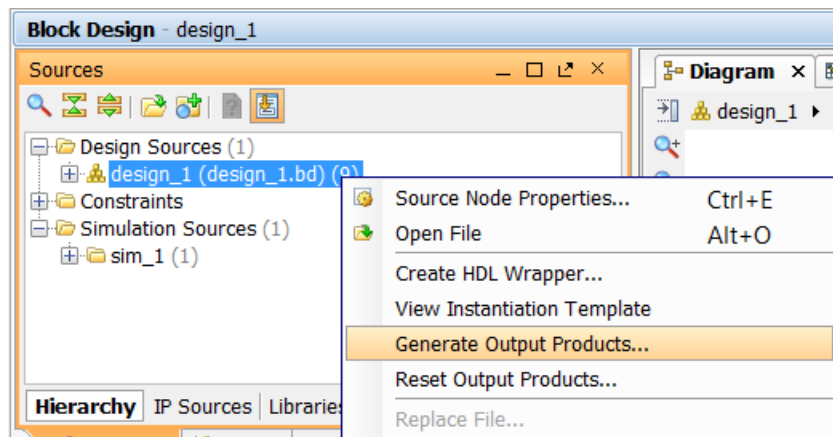 Block Design - design_1
Sources
Diagram
design_1
Design Sources (1)
design_1 (design_1.bd) (9)
Constraints
Simulation Sources (1)
sim_1 (1)
Source Node Properties... Ctrl+E
Open File Alt+O
Create HDL Wrapper...
View Instantiation Template
Generate Output Products...
Reset Output Products...
Replace File...
Hierarchy IP Sources Libraries